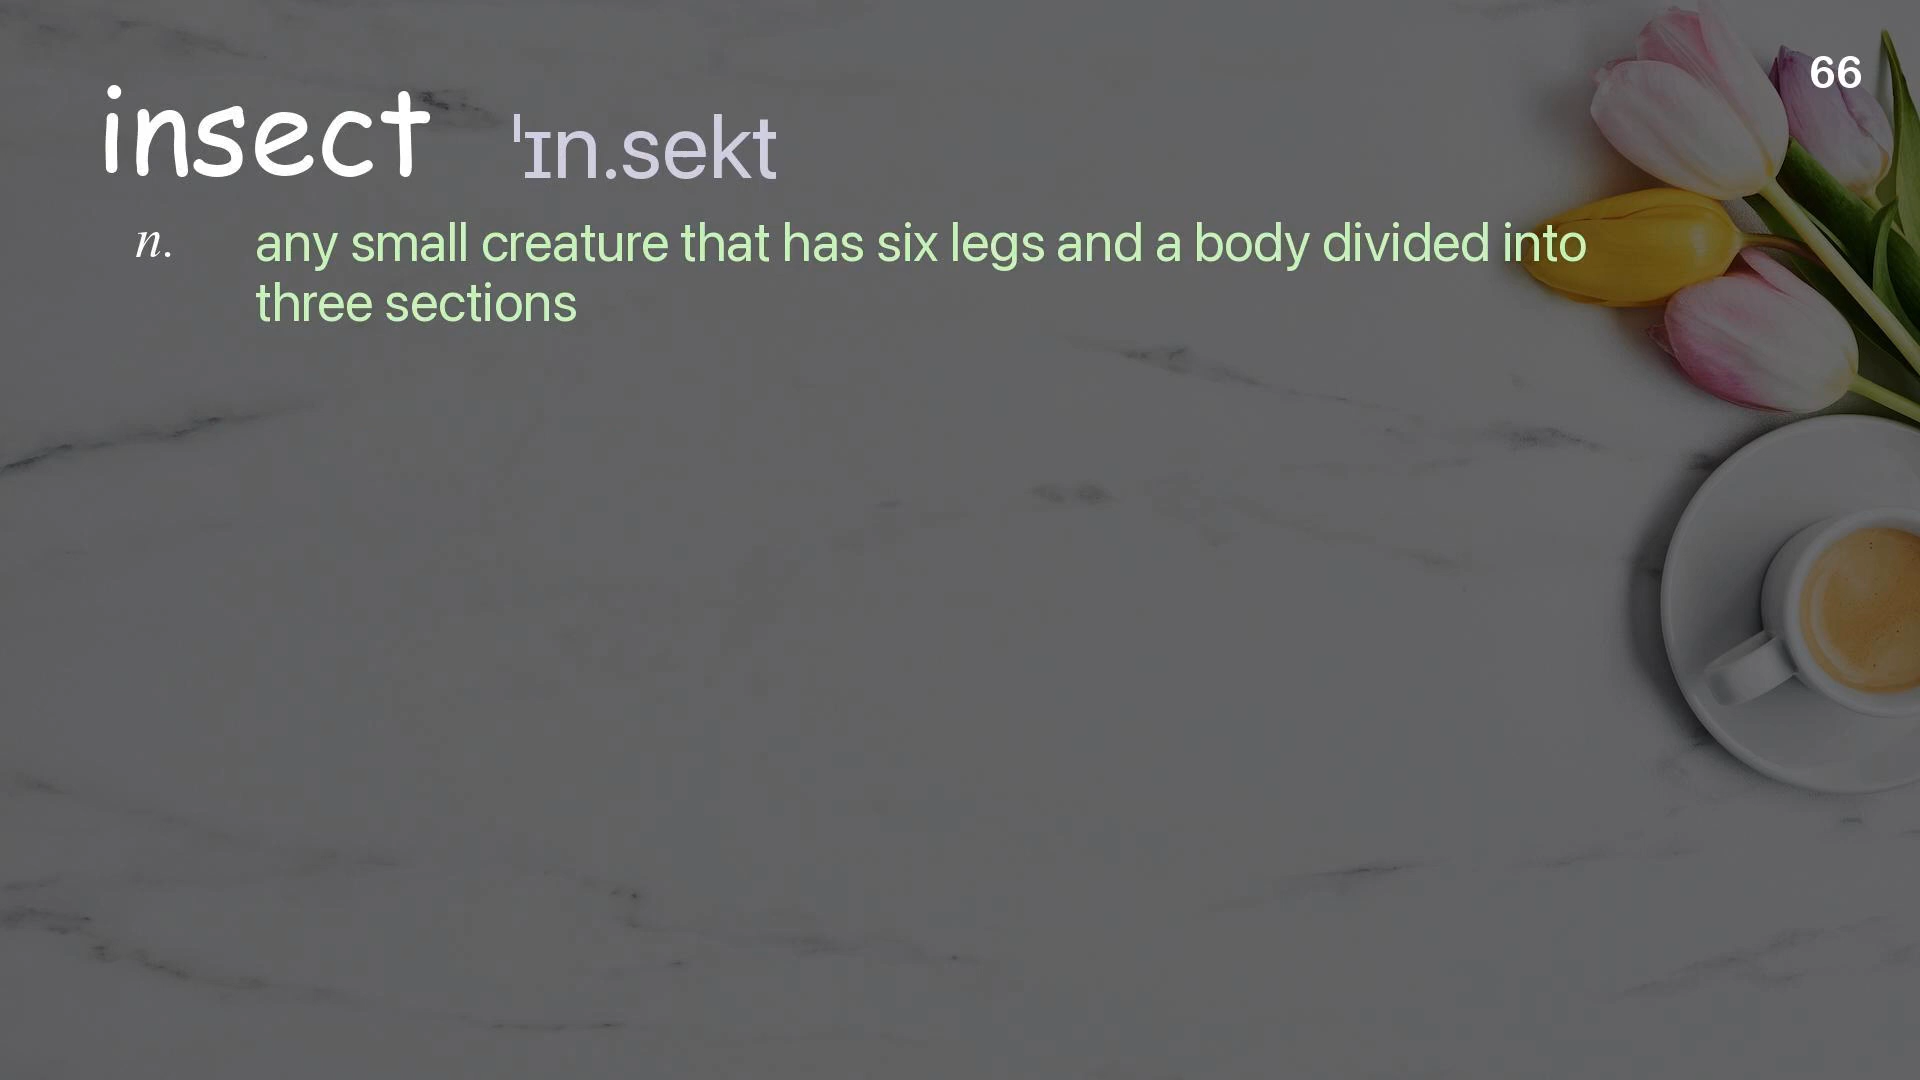 66
insect ˈɪn.sekt
n. any small creature that has six legs and a body divided into
three sections